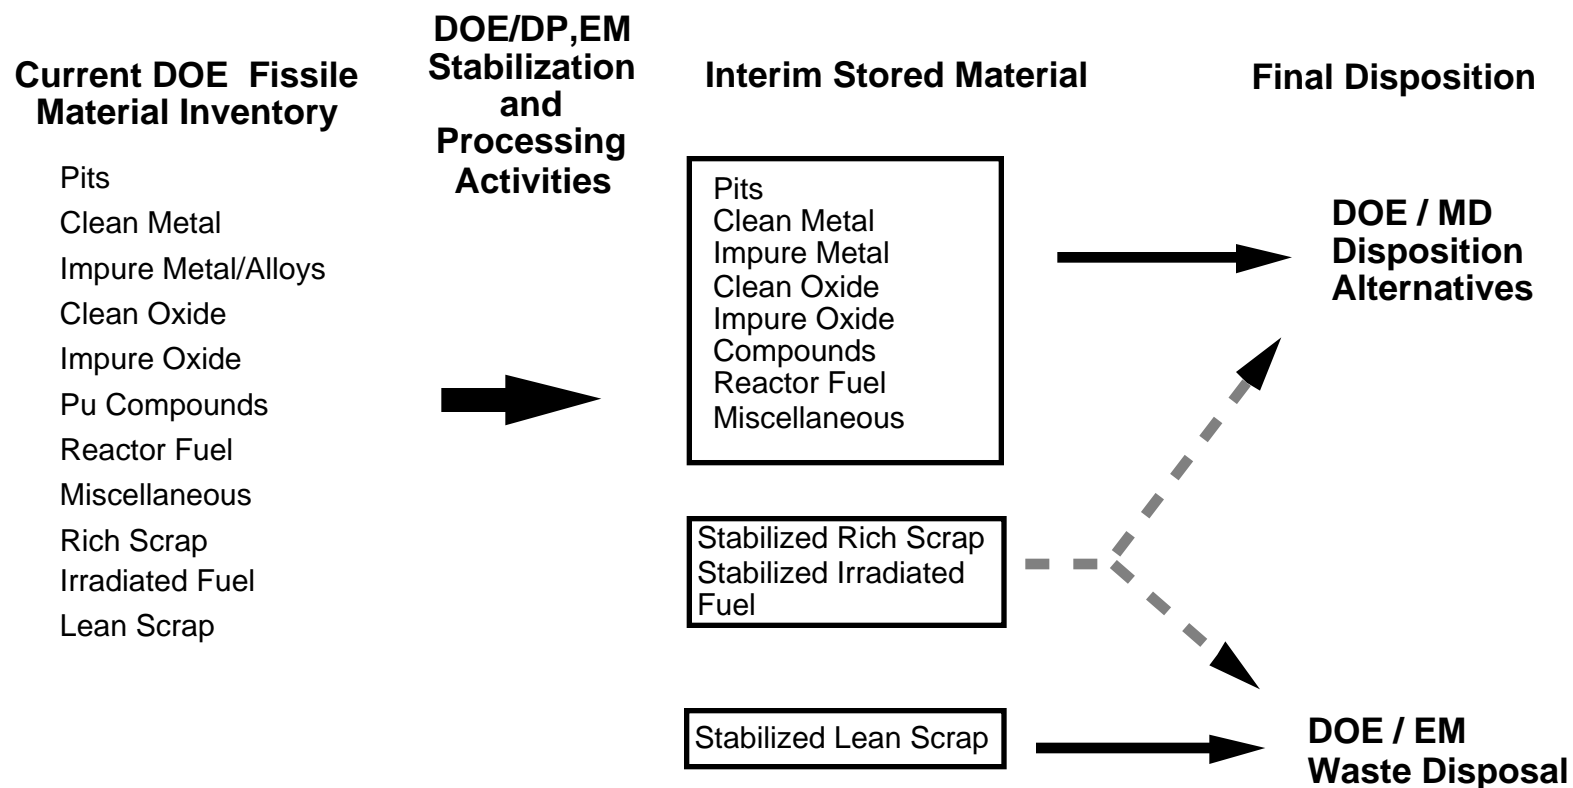 Current DOE  Fissile
Material Inventory
Pits
Clean Metal
Impure Metal/Alloys
Clean Oxide
Impure Oxide
Pu Compounds
Reactor Fuel
Miscellaneous
Rich Scrap
Irradiated Fuel
Lean Scrap
DOE/DP,EM
Stabilization
and
Processing
Activities
Interim Stored Material
Pits
Clean Metal
Impure Metal
Clean Oxide
Impure Oxide
Compounds
Reactor Fuel
Miscellaneous
Stabilized Rich Scrap
Stabilized Irradiated
Fuel
Stabilized Lean Scrap
Final Disposition
DOE / MD
Disposition
Alternatives
DOE / EM
Waste Disposal